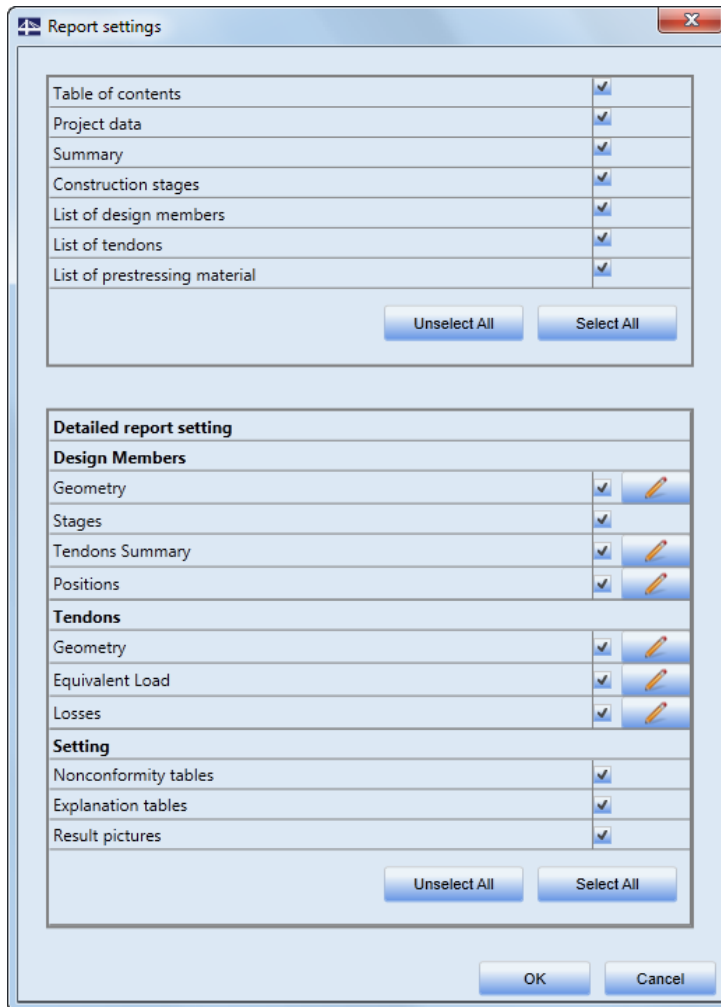 Report settings
Table of contents
Project data
Summary
Construction stages
List of design members
List of tendons
List of prestressing material
Unselect All Select All
Detailed report setting
Design Members
Geometry
Stages
Tendons Summary
Positions
Tendons
Geometry
Equivalent Load
Losses
Setting
Nonconformity tables
Explanation tables
Result pictures
Unselect All Select All
OK Cancel